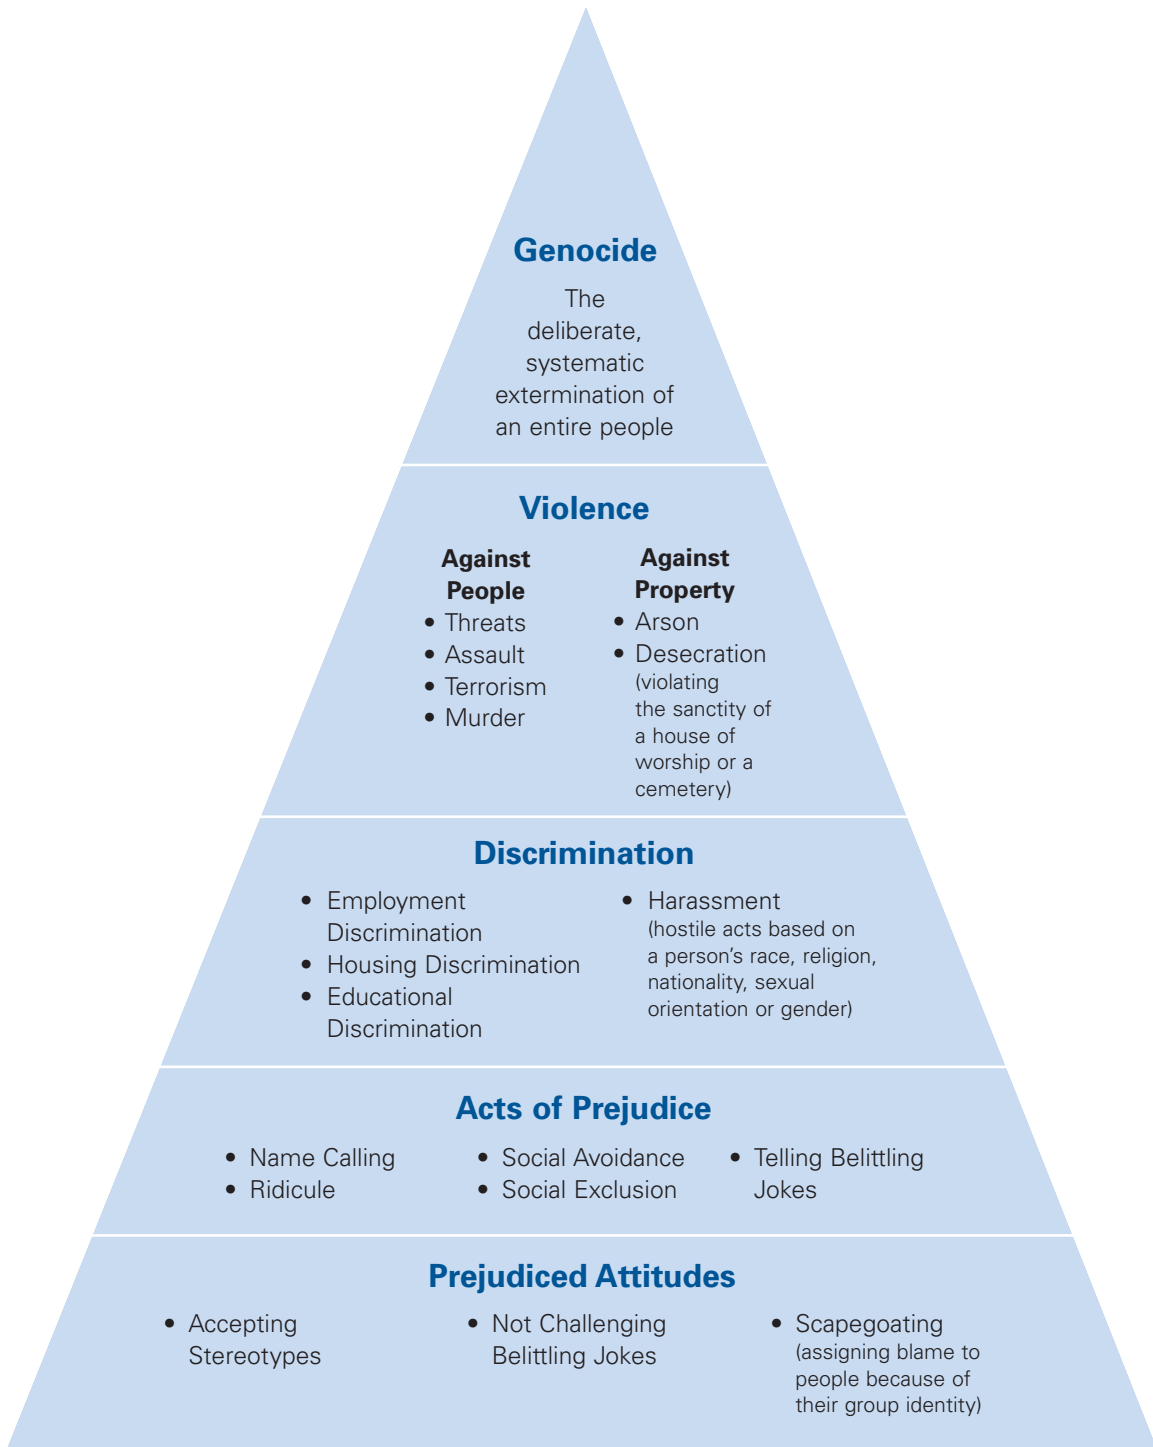 Genocide
The
deliberate,
systematic
extermination of
an entire people
Violence
Against
People
• Threats
• Assault
• Terrorism
• Murder
Against
Property
• Arson
• Desecration
(violating
the sanctity of
a house of
worship or a
cemetery)
Discrimination
• Employment
Discrimination
• Housing Discrimination
• Educational
Discrimination
• Harassment
(hostile acts based on
a person’s race, religion,
nationality, sexual
orientation or gender)
Acts of Prejudice
• Name Calling
• Ridicule
• Social Avoidance
• Social Exclusion
• Telling Belittling
Jokes
Prejudiced Attitudes
• Accepting
Stereotypes
• Not Challenging
Belittling Jokes
• Scapegoating
(assigning blame to
people because of
their group identity)